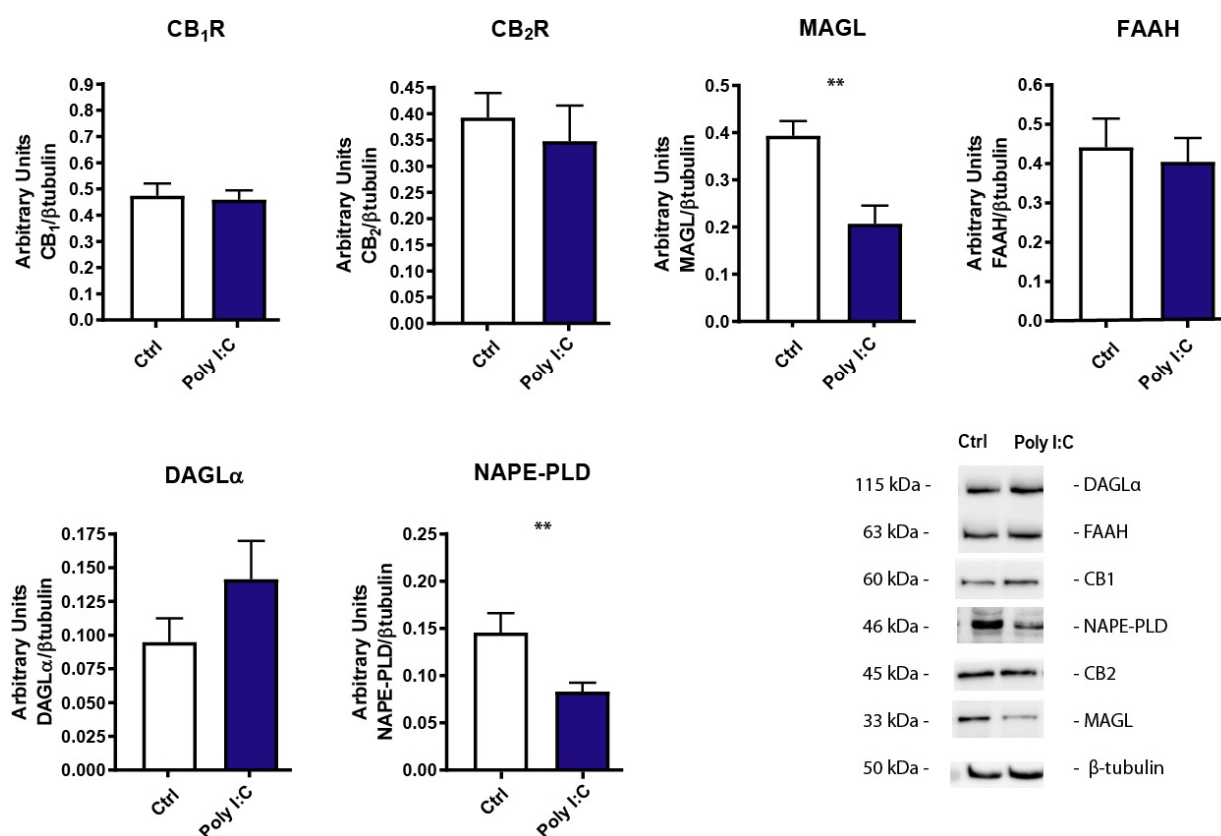 CB₁R
Arbitrary Units
CB₁/βtubulin
0.9
0.8
0.7
0.6
0.5
0.4
0.3
0.2
0.1
0.0
Ctrl
Poly I:C
CB₂R
Arbitrary Units
CB₂/βtubulin
0.45
0.40
0.35
0.30
0.25
0.20
0.15
0.10
0.05
0.00
Ctrl
Poly I:C
MAGL
**
Arbitrary Units
MAGL/βtubulin
0.5
0.4
0.3
0.2
0.1
0.0
Ctrl
Poly I:C
FAAH
Arbitrary Units
FAAH/βtubulin
0.6
0.5
0.4
0.3
0.2
0.1
0.0
Ctrl
Poly I:C
DAGLα
Arbitrary Units
DAGLα/βtubulin
0.175
0.150
0.125
0.100
0.075
0.050
0.025
0.000
Ctrl
Poly I:C
NAPE-PLD
**
Arbitrary Units
NAPE-PLD/βtubulin
0.25
0.20
0.15
0.10
0.05
0.00
Ctrl
Poly I:C
Ctrl Poly I:C
115 kDa - - DAGLα
63 kDa - - FAAH
60 kDa - - CB1
46 kDa - - NAPE-PLD
45 kDa - - CB2
33 kDa - - MAGL
50 kDa - - β-tubulin